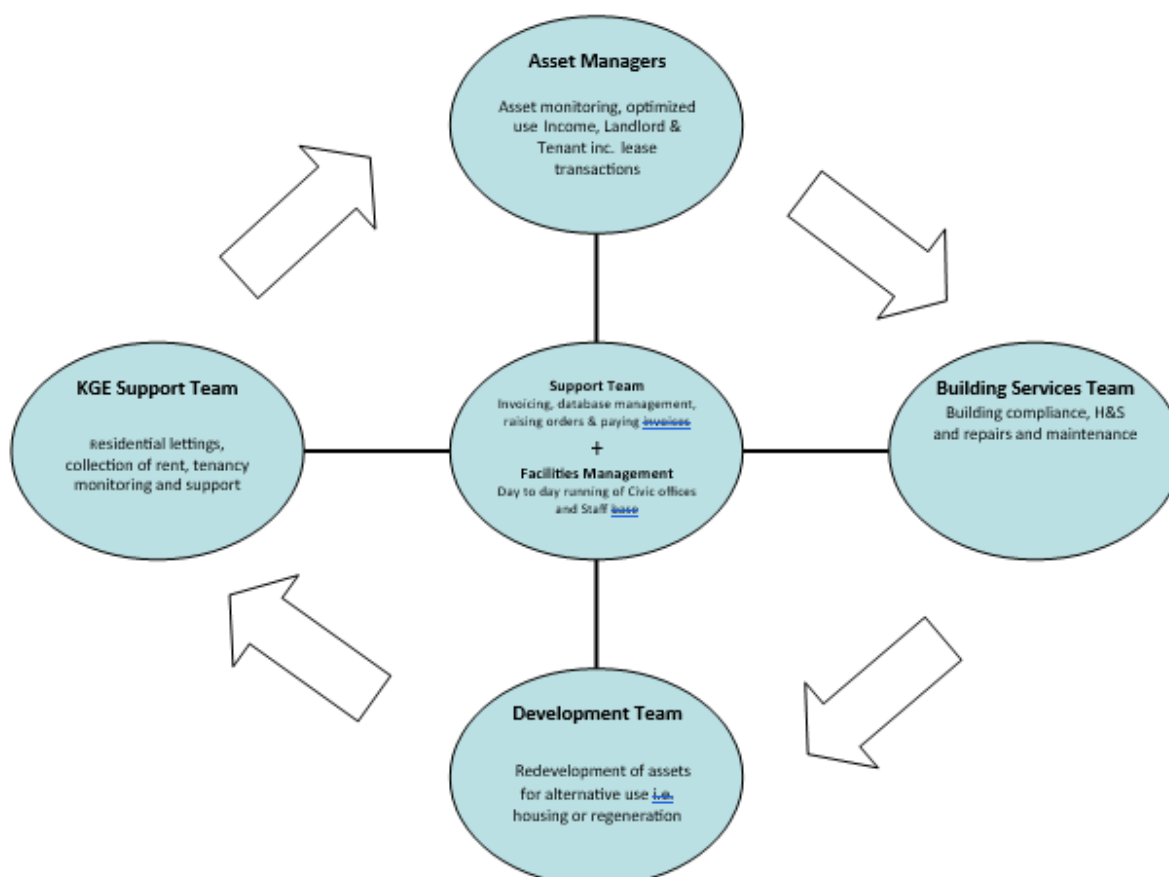 Asset Managers
Asset monitoring, optimized
use Income, Landlord &
Tenant inc. lease
transactions
KGE Support Team
Residential lettings,
collection of rent, tenancy
monitoring and support
Support Team
Invoicing, database management,
raising orders & paying invoices
+
Facilities Management
Day to day running of Civic offices
and Staff base
Building Services Team
Building compliance, H&S
and repairs and maintenance
Development Team
Redevelopment of assets
for alternative use i.e.
housing or regeneration